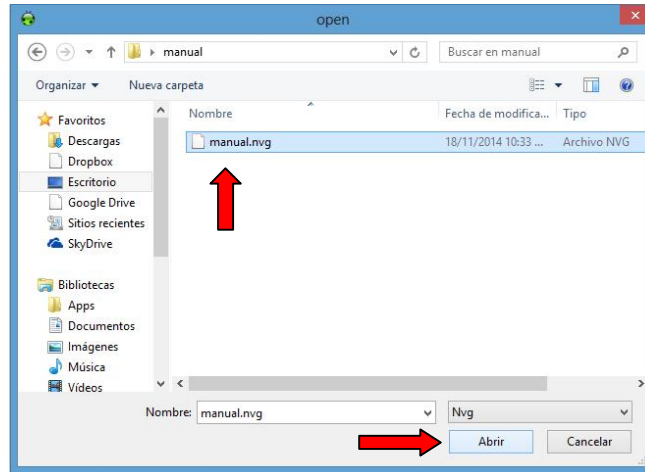 open
manual
Buscar en manual
Organizar
Nueva carpeta
Nombre
Fecha de modifica...
Tipo
manual.nvg
18/11/2014 10:33 ...
Archivo NVG
Favoritos
Descargas
Dropbox
Escritorio
Google Drive
Sitios recientes
SkyDrive
Bibliotecas
Apps
Documentos
Imágenes
Música
Vídeos
Nombre: manual.nvg
Nvg
Abrir
Cancelar